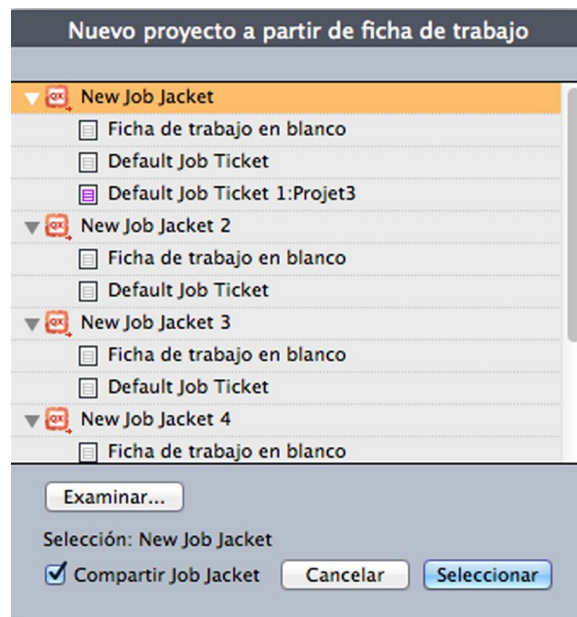 Nuevo proyecto a partir de ficha de trabajo
New Job Jacket
Ficha de trabajo en blanco
Default Job Ticket
Default Job Ticket 1:Projet3
New Job Jacket 2
Ficha de trabajo en blanco
Default Job Ticket
New Job Jacket 3
Ficha de trabajo en blanco
Default Job Ticket
New Job Jacket 4
Ficha de trabajo en blanco
Examinar...
Selección: New Job Jacket
Compartir Job Jacket Cancelar Seleccionar